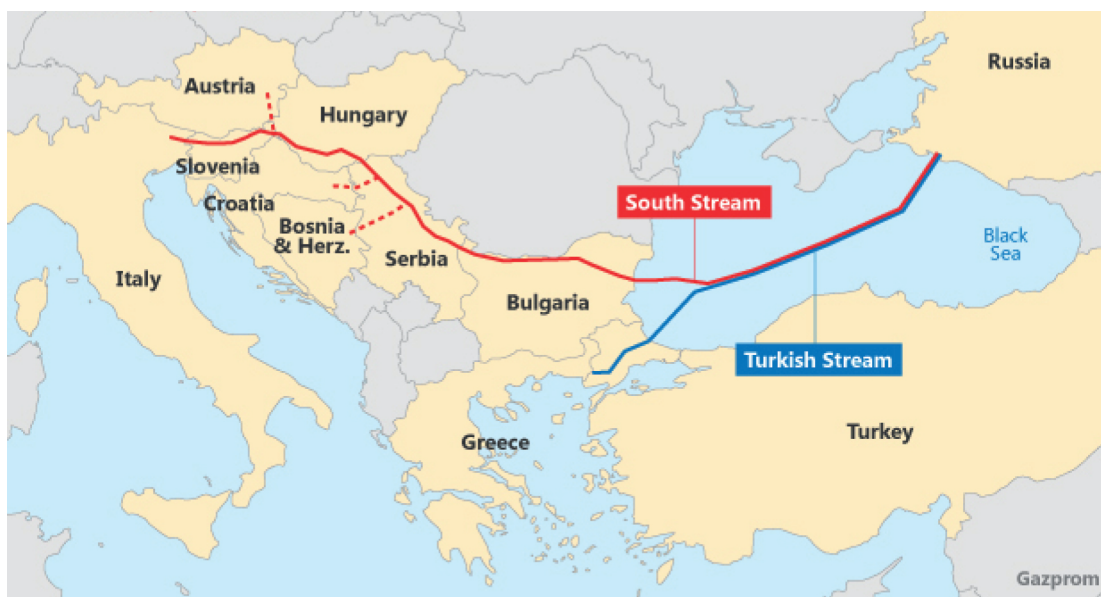 Russia
Austria
Hungary
Slovenia
South Stream
Croatia
Bosnia
& Herz.
Black
Sea
Serbia
Italy
Bulgaria
Turkish Stream
Turkey
Greece
Gazprom